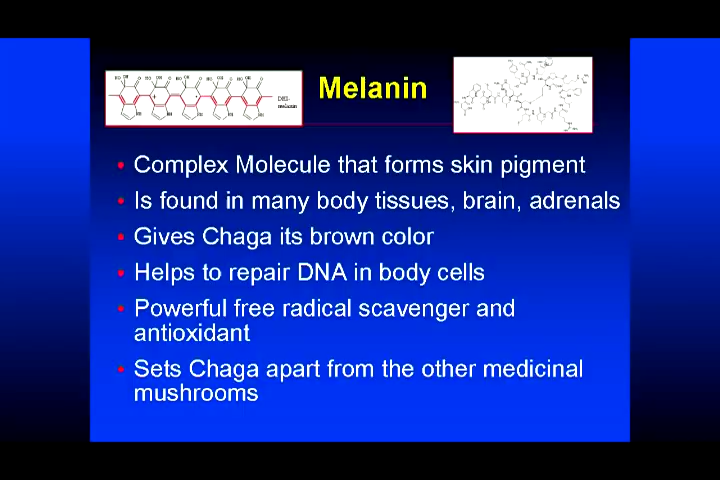 Melanin
DHI-
melanin
• Complex Molecule that forms skin pigment
• Is found in many body tissues, brain, adrenals
• Gives Chaga its brown color
• Helps to repair DNA in body cells
• Powerful free radical scavenger and
antioxidant
• Sets Chaga apart from the other medicinal
mushrooms